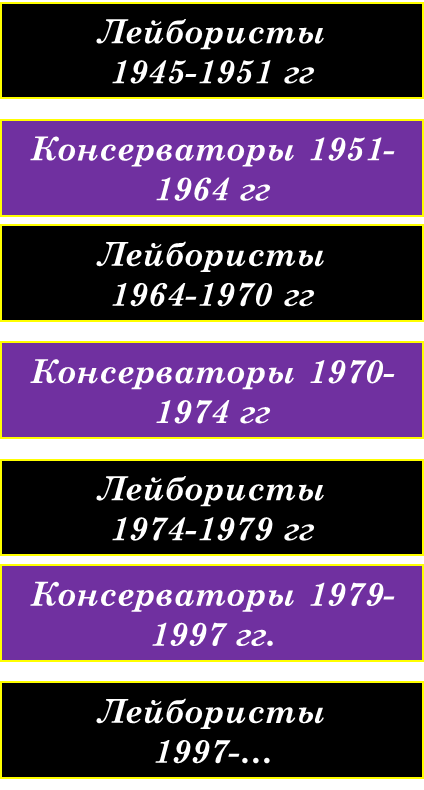 Лейбористы
1945-1951 гг
Консерваторы 1951-
1964 гг
Лейбористы
1964-1970 гг
Консерваторы 1970-
1974 гг
Лейбористы
1974-1979 гг
Консерваторы 1979-
1997 гг.
Лейбористы
1997-...